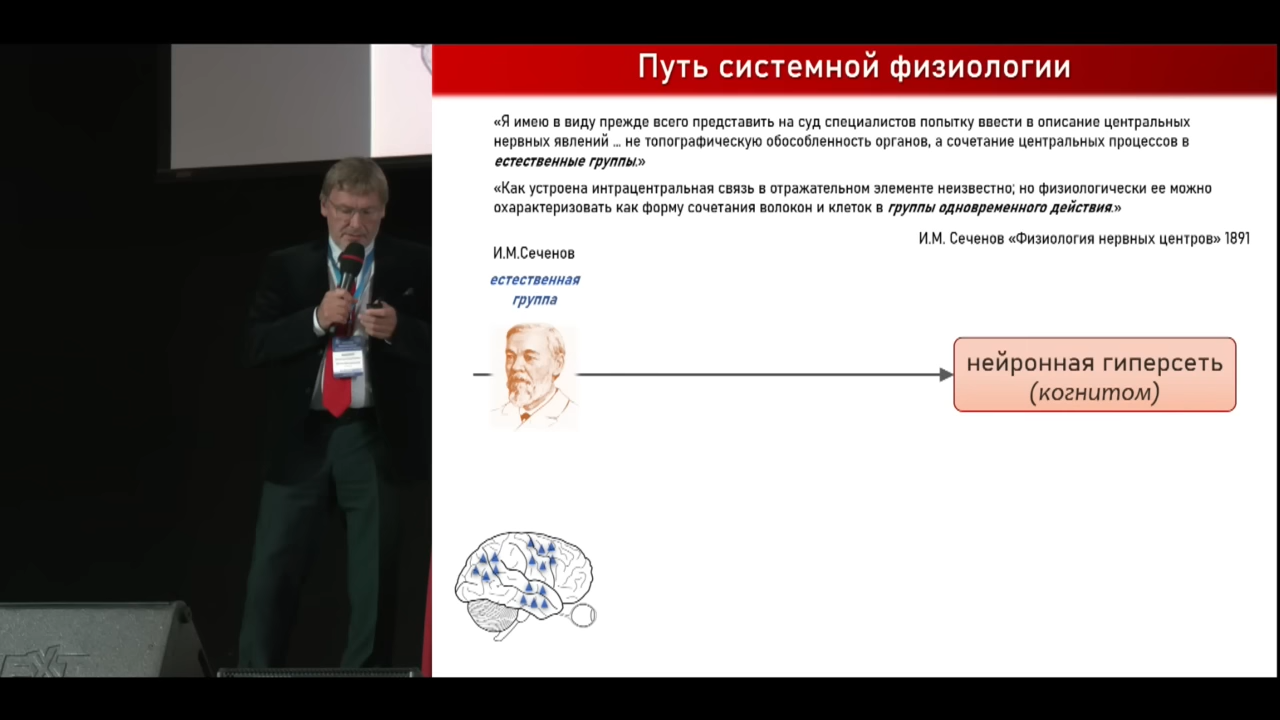 Путь системной физиологии
«Я имею в виду прежде всего представить на суд специалистов попытку ввести в описание центральных
нервных явлений ... не топографическую обособленность органов, а сочетание центральных процессов в
естественные группы.»
«Как устроена интрацентральная связь в отражательном элементе неизвестно; но физиологически ее можно
охарактеризовать как форму сочетания волокон и клеток в группы одновременного действия.»
И.М. Сеченов «Физиология нервных центров» 1891
И.М.Сеченов
естественная
группа
нейронная гиперсеть
(когнитом)